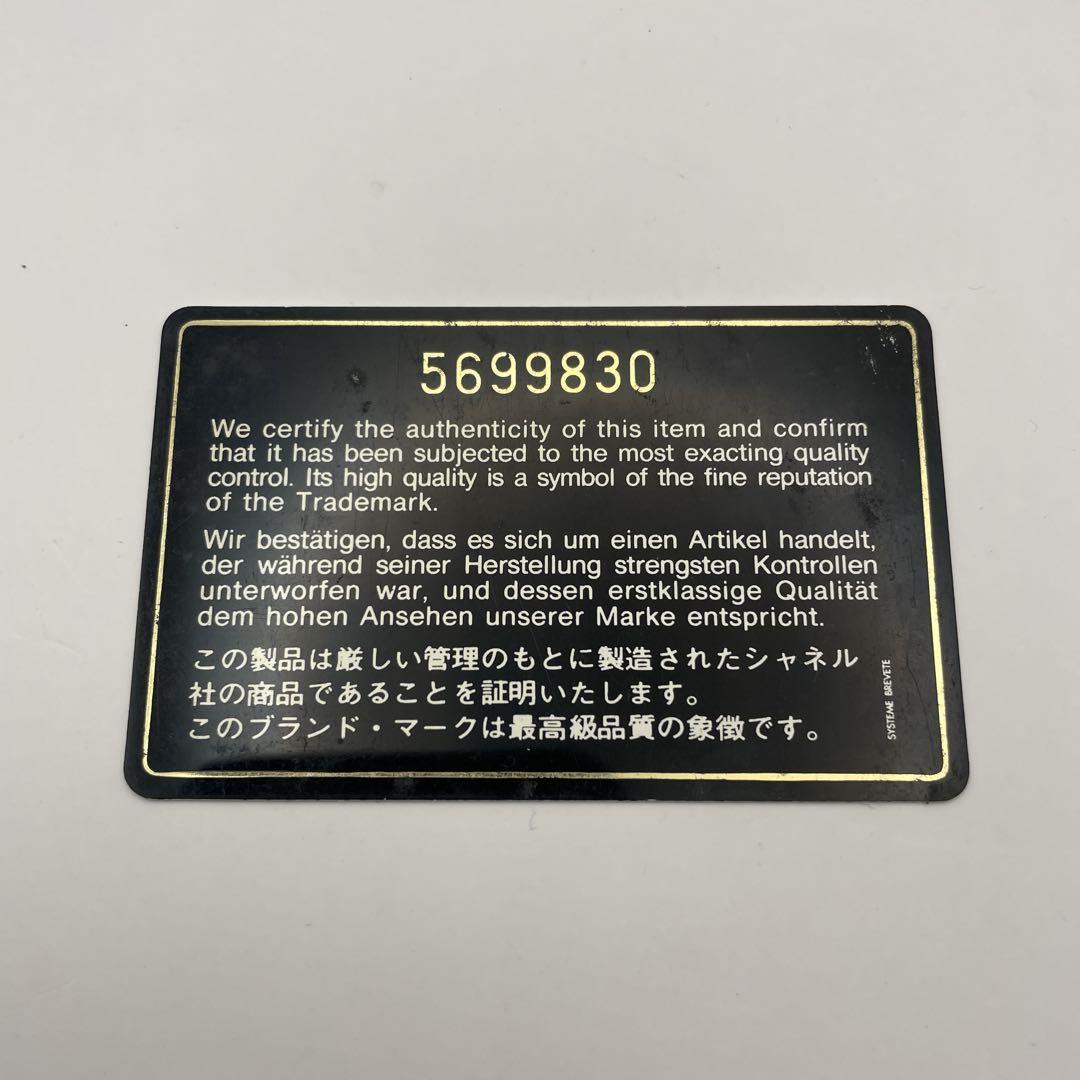 5699830
We certify the authenticity of this item and confirm
that it has been subjected to the most exacting quality
control. Its high quality is a symbol of the fine reputation
of the Trademark.
Wir bestätigen, dass es sich um einen Artikel handelt,
der während seiner Herstellung strengsten Kontrollen
unterworfen war, und dessen erstklassige Qualität
dem hohen Ansehen unserer Marke entspricht.
この製品は厳しい管理のもとに製造されたシャネル
社の商品であることを証明いたします。
このブランド・マークは最高級品質の象徴です。
SYSTEME BREVETE